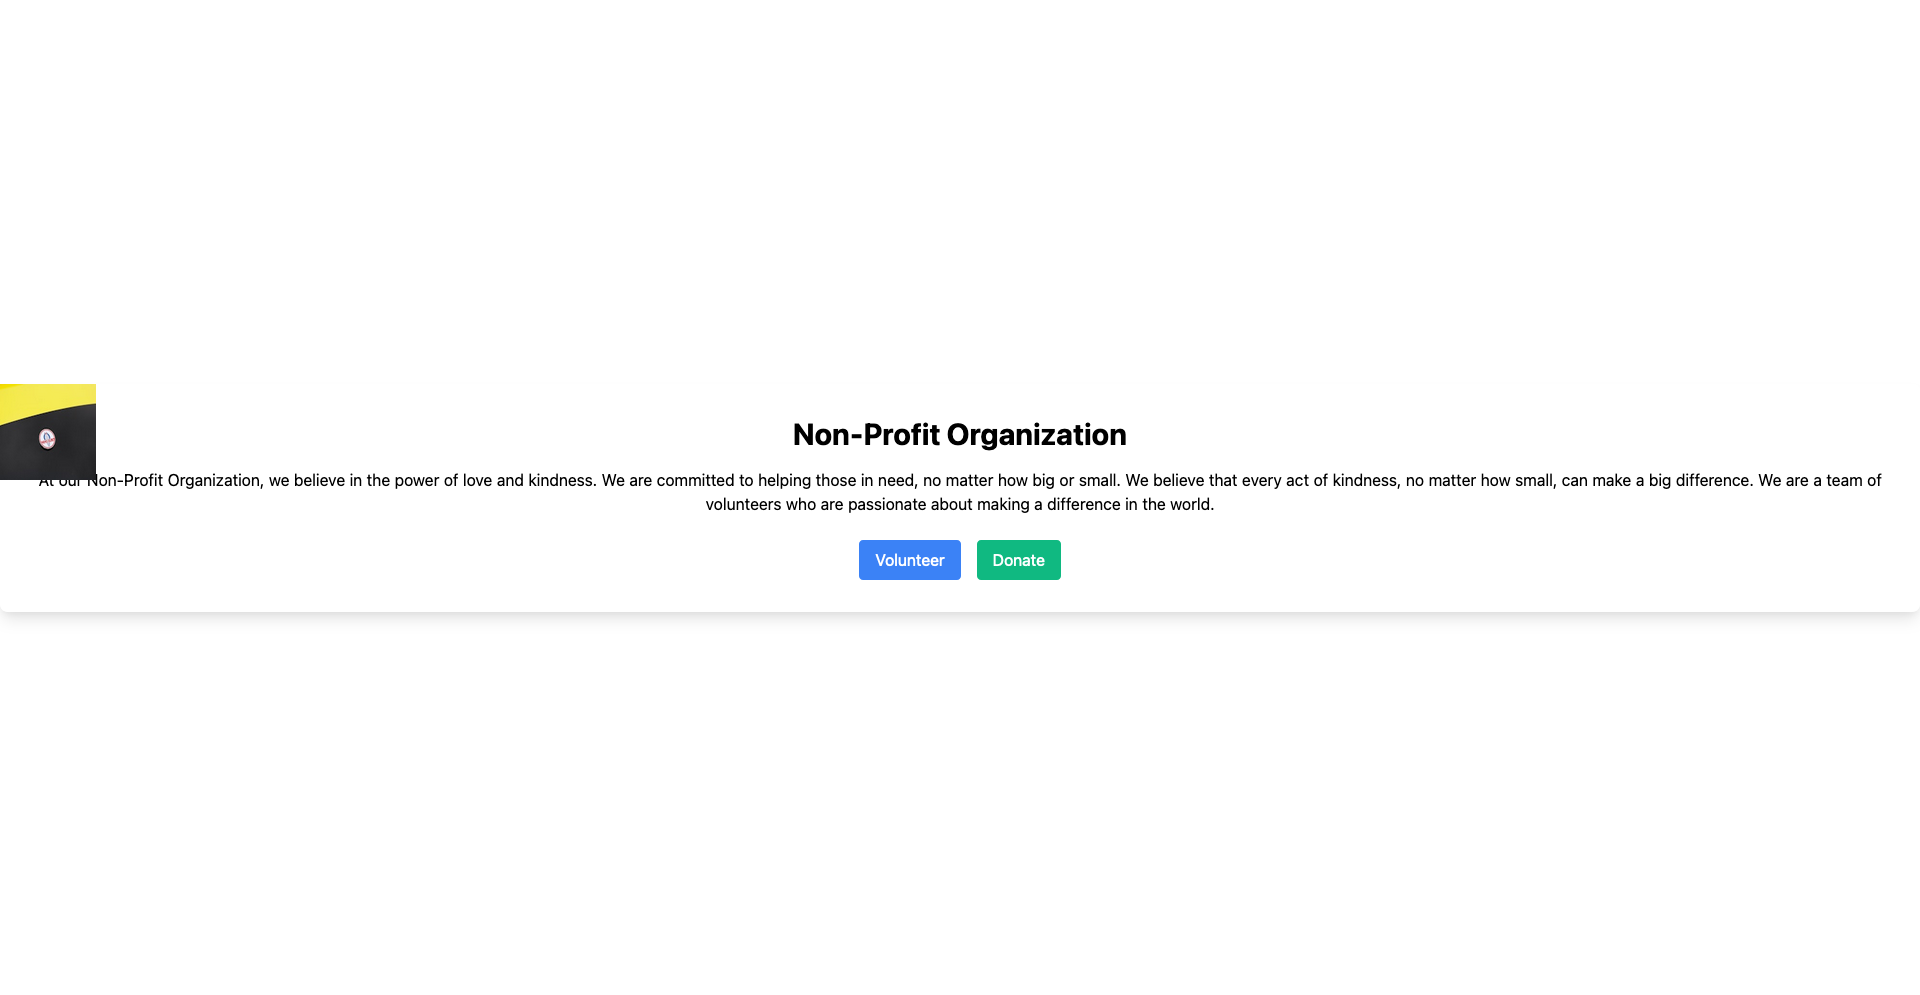 Non-Profit Organization
At our Non-Profit Organization, we believe in the power of love and kindness. We are committed to helping those in need, no matter how big or small. We believe that every act of kindness, no matter how small, can make a big difference. We are a team of
volunteers who are passionate about making a difference in the world.
Volunteer Donate